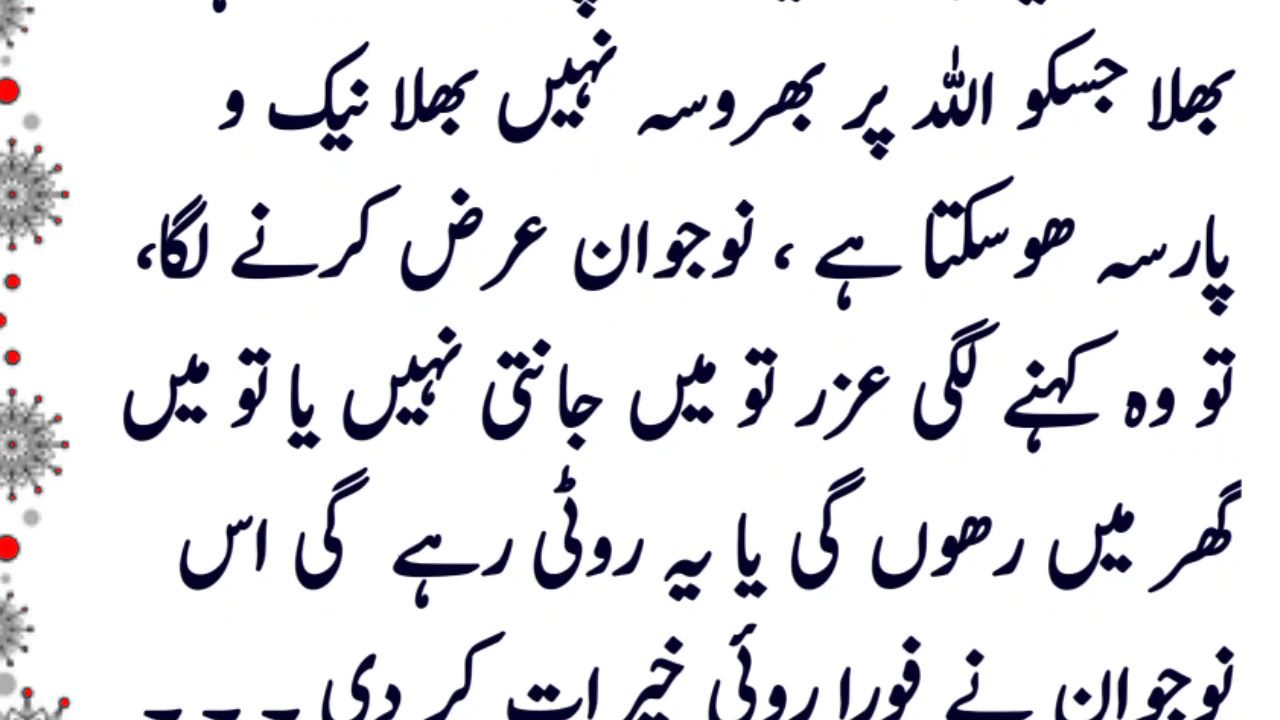 بھلا جسکو اللہ پر بھروسہ نہیں بھلا نیک و
پارسہ ھوسکتا ہے ، نوجوان عرض کرنے لگا،
تو وہ کہنے لگی عزر تو میں جانتی نہیں یا تو میں
گھر میں رھوں گی یا یہ روٹی رہے گی اس
نوجوان نے فورا روئی خیرات کر دی ۔ ۔ ۔ ۔